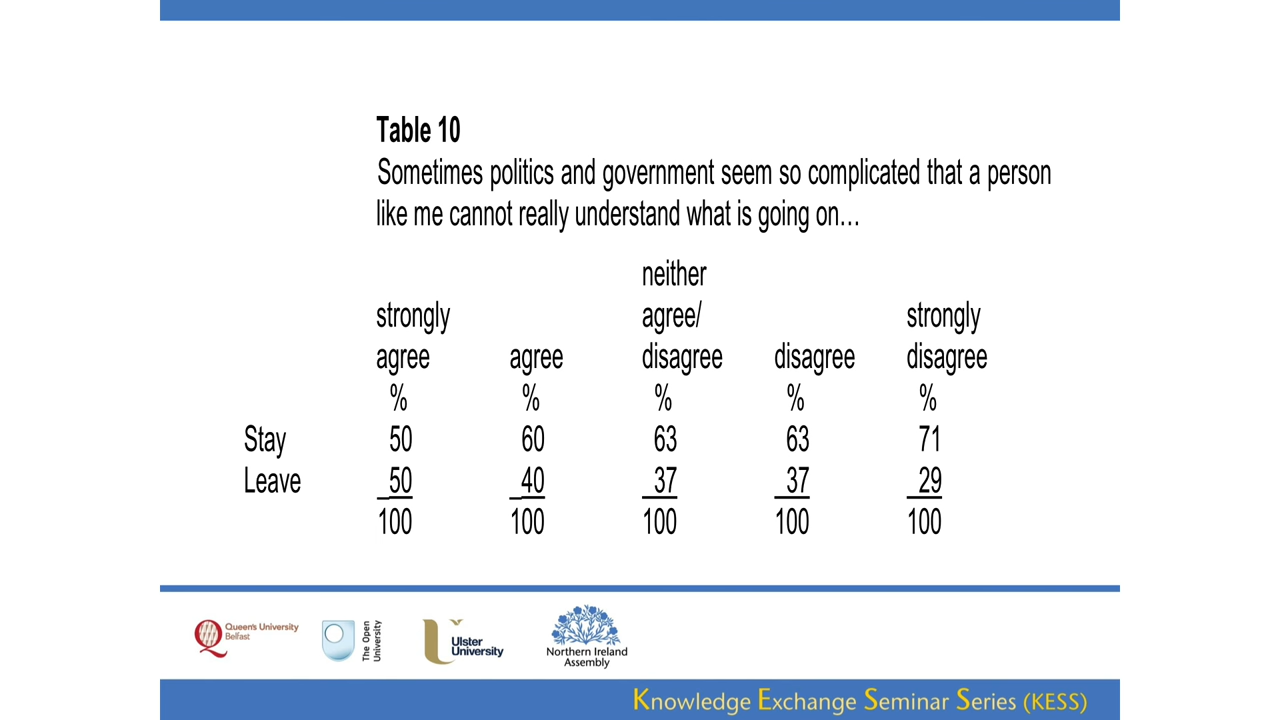 Table 10
Sometimes politics and government seem so complicated that a person
like me cannot really understand what is going on…
neither
strongly agree/ strongly
agree agree disagree disagree disagree
% % % % %
Stay 50 60 63 63 71
Leave 50 40 37 37 29
100 100 100 100 100
Queen's University
Belfast
The Open
University
Ulster
University
Northern Ireland
Assembly
Knowledge Exchange Seminar Series (KESS)